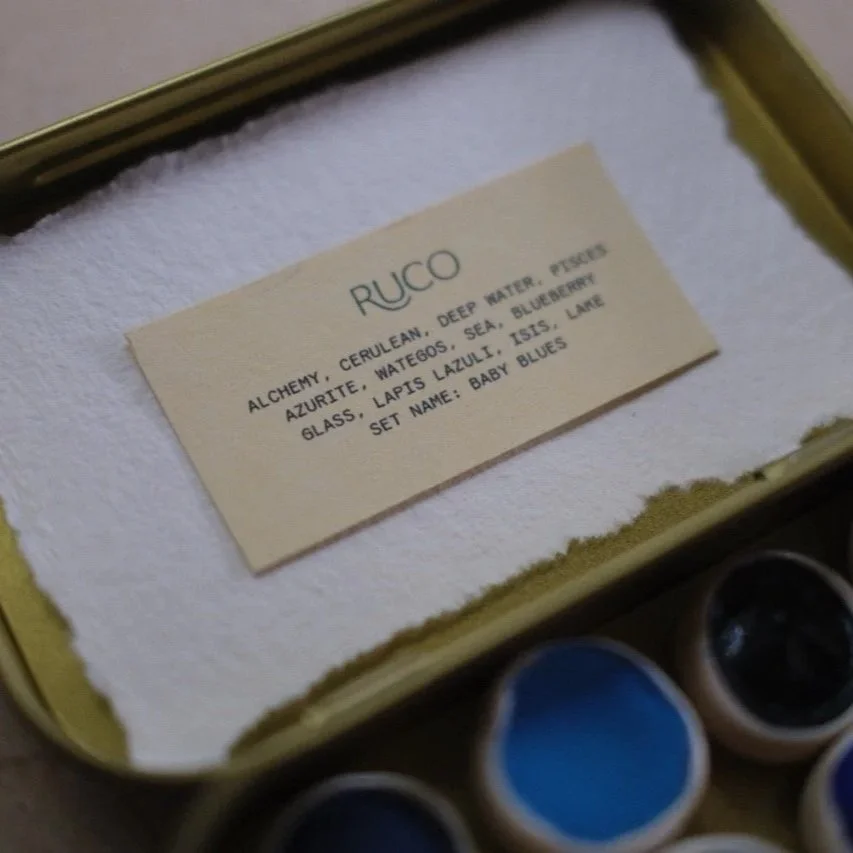 RUCO
ALCHEMY, CERULEAN, DEEP WATER, PISCES
AZURITE, WATEGOS, SEA, BLUEBERRY
GLASS, LAPIS LAZULI, ISIS, LAKE
SET NAME: BABY BLUES